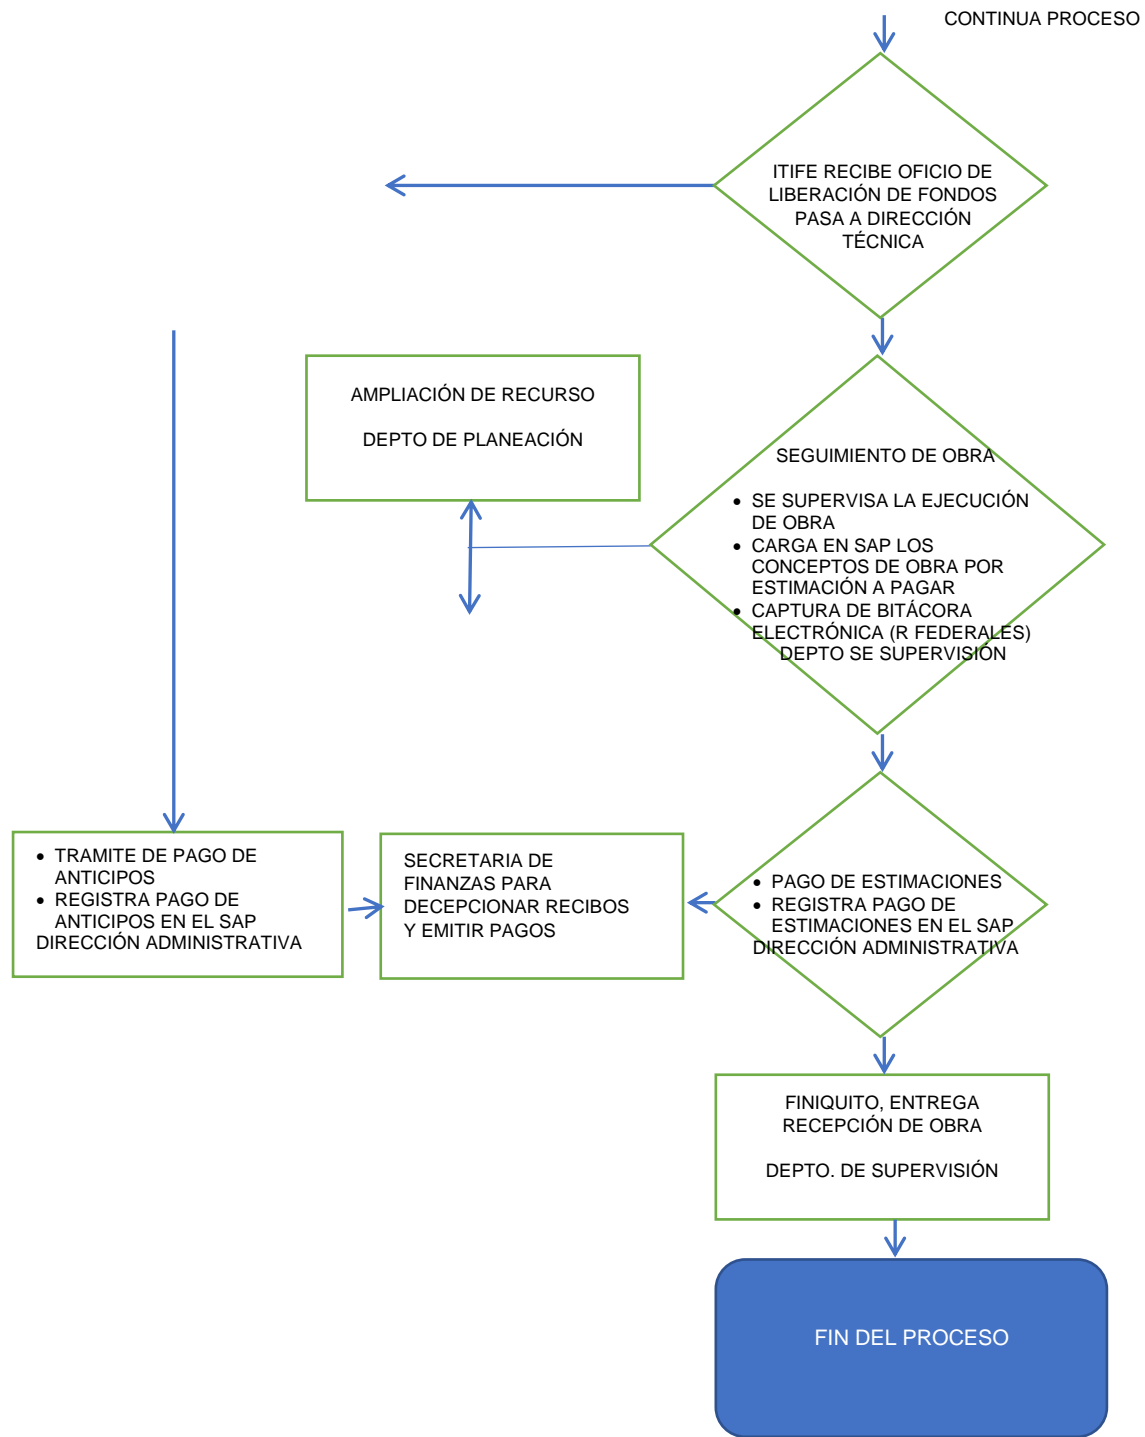 CONTINUA PROCESO
ITIFE RECIBE OFICIO DE
LIBERACIÓN DE FONDOS
PASA A DIRECCIÓN
TÉCNICA
AMPLIACIÓN DE RECURSO
DEPTO DE PLANEACIÓN
SEGUIMIENTO DE OBRA
• SE SUPERVISA LA EJECUCIÓN
DE OBRA
• CARGA EN SAP LOS
CONCEPTOS DE OBRA POR
ESTIMACIÓN A PAGAR
• CAPTURA DE BITÁCORA
ELECTRÓNICA (R FEDERALES)
DEPTO SE SUPERVISIÓN
• TRAMITE DE PAGO DE
ANTICIPOS
• REGISTRA PAGO DE
ANTICIPOS EN EL SAP
DIRECCIÓN ADMINISTRATIVA
SECRETARIA DE
FINANZAS PARA
DECEPCIONAR RECIBOS
Y EMITIR PAGOS
• PAGO DE ESTIMACIONES
• REGISTRA PAGO DE
ESTIMACIONES EN EL SAP
DIRECCIÓN ADMINISTRATIVA
FINIQUITO, ENTREGA
RECEPCIÓN DE OBRA
DEPTO. DE SUPERVISIÓN
FIN DEL PROCESO